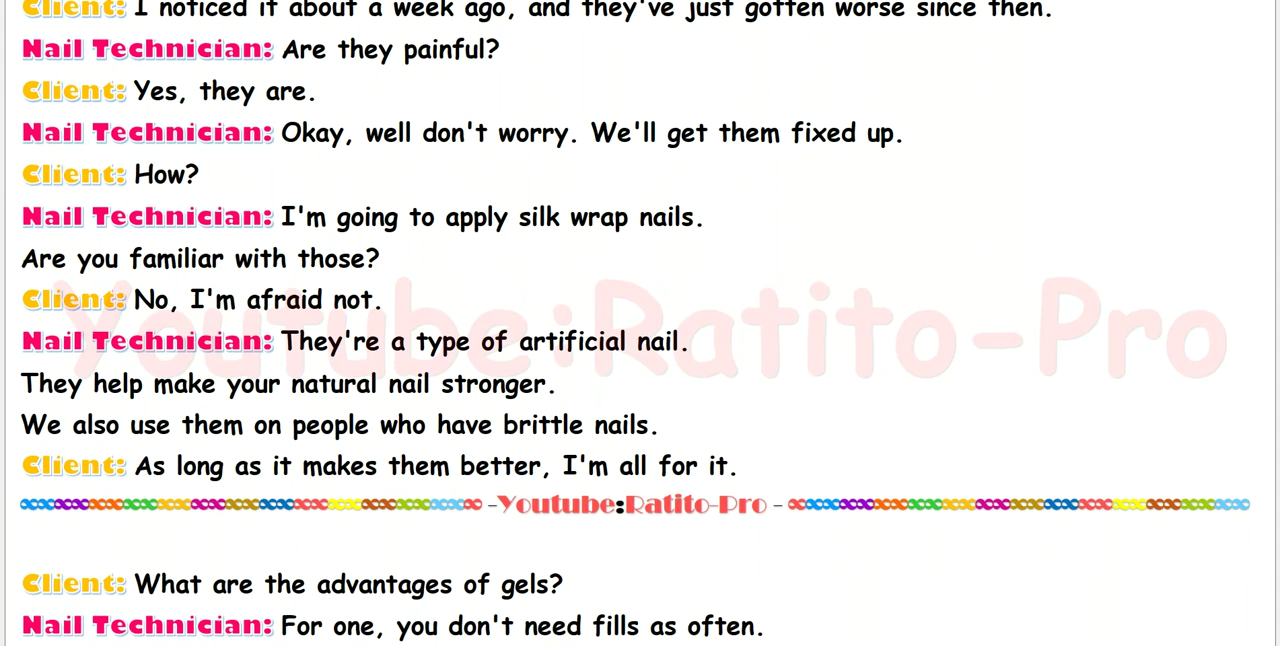 Client: I noticed it about a week ago, and they've just gotten worse since then.
Nail Technician: Are they painful?
Client: Yes, they are.
Nail Technician: Okay, well don't worry. We'll get them fixed up.
Client: How?
Nail Technician: I'm going to apply silk wrap nails.
Are you familiar with those?
Client: No, I'm afraid not.
Youtube:Ratito-Pro
Nail Technician: They're a type of artificial nail.
They help make your natural nail stronger.
We also use them on people who have brittle nails.
Client: As long as it makes them better, I'm all for it.
-Youtube:Ratito-Pro -
Client: What are the advantages of gels?
Nail Technician: For one, you don't need fills as often.